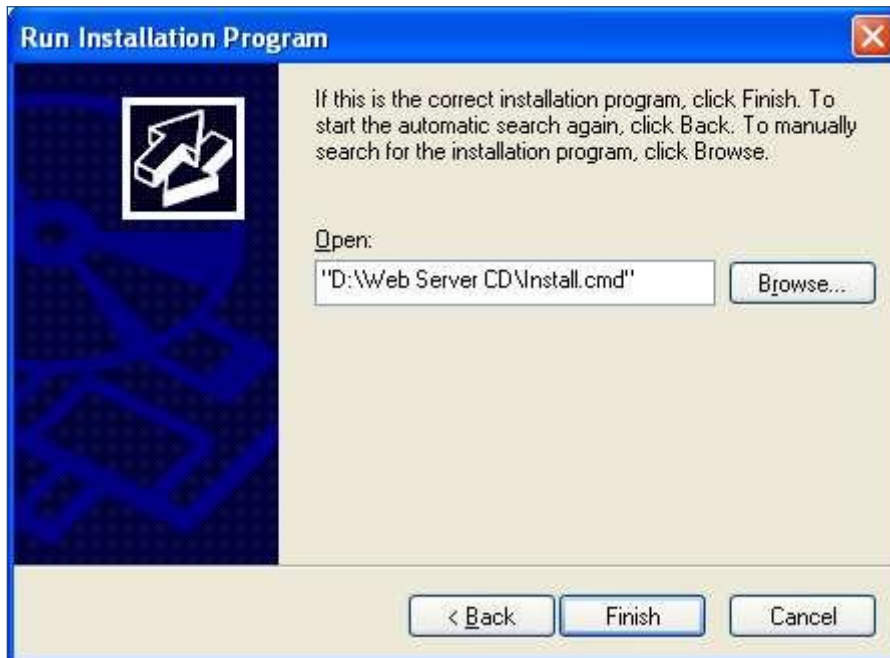 Run Installation Program
If this is the correct installation program, click Finish. To
start the automatic search again, click Back. To manually
search for the installation program, click Browse.
Open:
"D:\Web Server CD\Install.cmd"
Browse...
< Back
Finish
Cancel